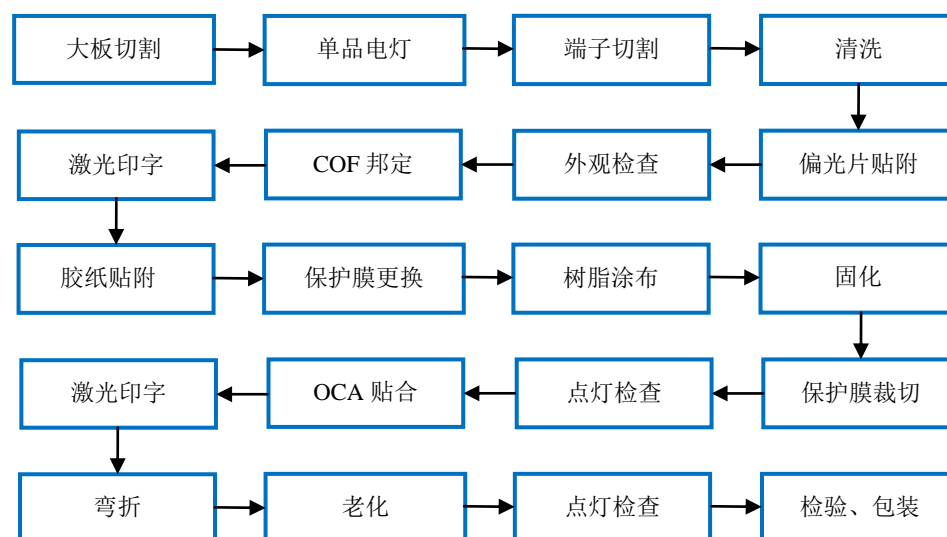 大板切割
单品电灯
端子切割
清洗
偏光片贴附
外观检查
COF 邦定
激光印字
胶纸贴附
保护膜更换
树脂涂布
固化
保护膜裁切
点灯检查
OCA 贴合
激光印字
弯折
老化
点灯检查
检验、包装